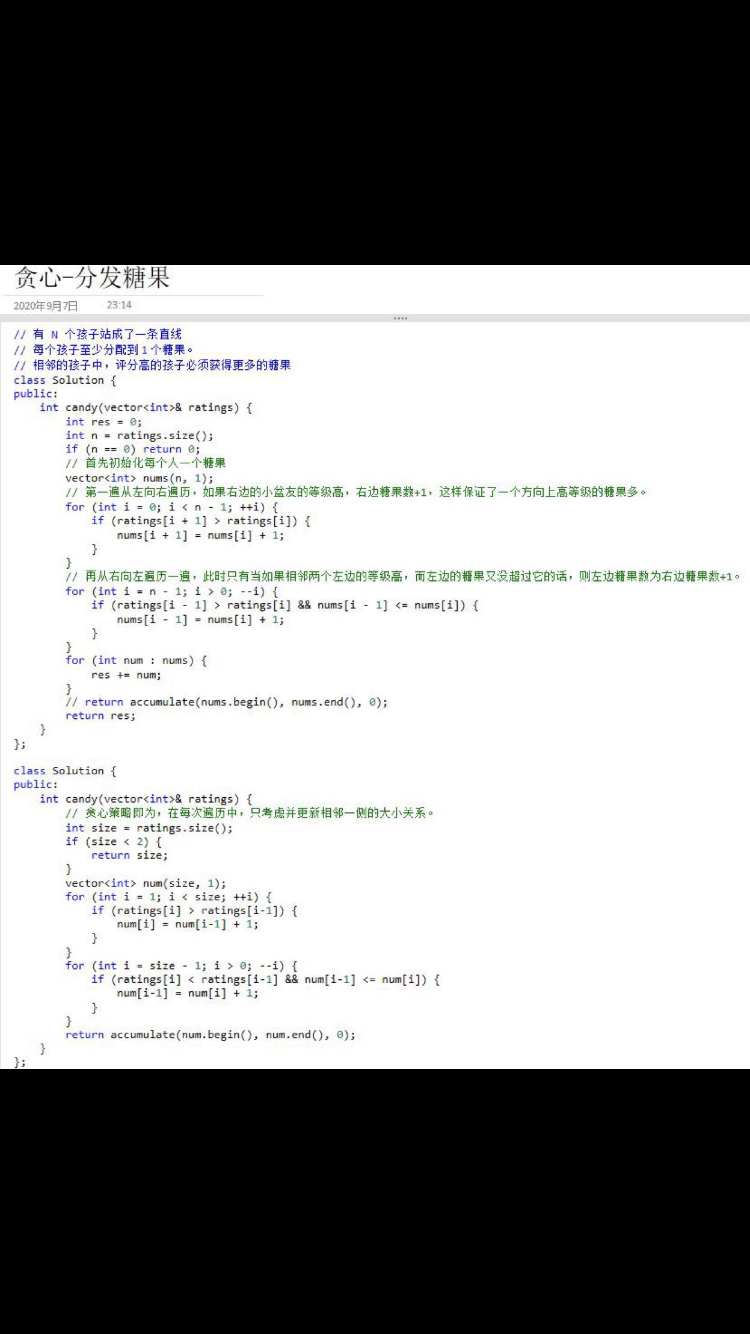 贪心-分发糖果
2020年9月7日 23:14
// 有 N 个孩子站成了一条直线
// 每个孩子至少分配到1个糖果。
// 相邻的孩子中，评分高的孩子必须获得更多的糖果
class Solution {
public:
    int candy(vector<int>& ratings) {
        int res = 0;
        int n = ratings.size();
        if (n == 0) return 0;
        // 首先初始化每个人一个糖果
        vector<int> nums(n, 1);
        // 第一遍从左向右遍历，如果右边的小盆友的等级高，右边糖果数+1，这样保证了一个方向上高等级的糖果多。
        for (int i = 0; i < n - 1; ++i) {
            if (ratings[i + 1] > ratings[i]) {
                nums[i + 1] = nums[i] + 1;
            }
        }
        // 再从右向左遍历一遍，此时只有当如果相邻两个左边的等级高，而左边的糖果又没超过它的话，则左边糖果数为右边糖果数+1。
        for (int i = n - 1; i > 0; --i) {
            if (ratings[i - 1] > ratings[i] && nums[i - 1] <= nums[i]) {
                nums[i - 1] = nums[i] + 1;
            }
        }
        for (int num : nums) {
            res += num;
        }
        // return accumulate(nums.begin(), nums.end(), 0);
        return res;
    }
};
class Solution {
public:
    int candy(vector<int>& ratings) {
        // 贪心策略即为，在每次遍历中，只考虑并更新相邻一侧的大小关系。
        int size = ratings.size();
        if (size < 2) {
            return size;
        }
        vector<int> num(size, 1);
        for (int i = 1; i < size; ++i) {
            if (ratings[i] > ratings[i-1]) {
                num[i] = num[i-1] + 1;
            }
        }
        for (int i = size - 1; i > 0; --i) {
            if (ratings[i] < ratings[i-1] && num[i-1] <= num[i]) {
                num[i-1] = num[i] + 1;
            }
        }
        return accumulate(num.begin(), num.end(), 0);
    }
};